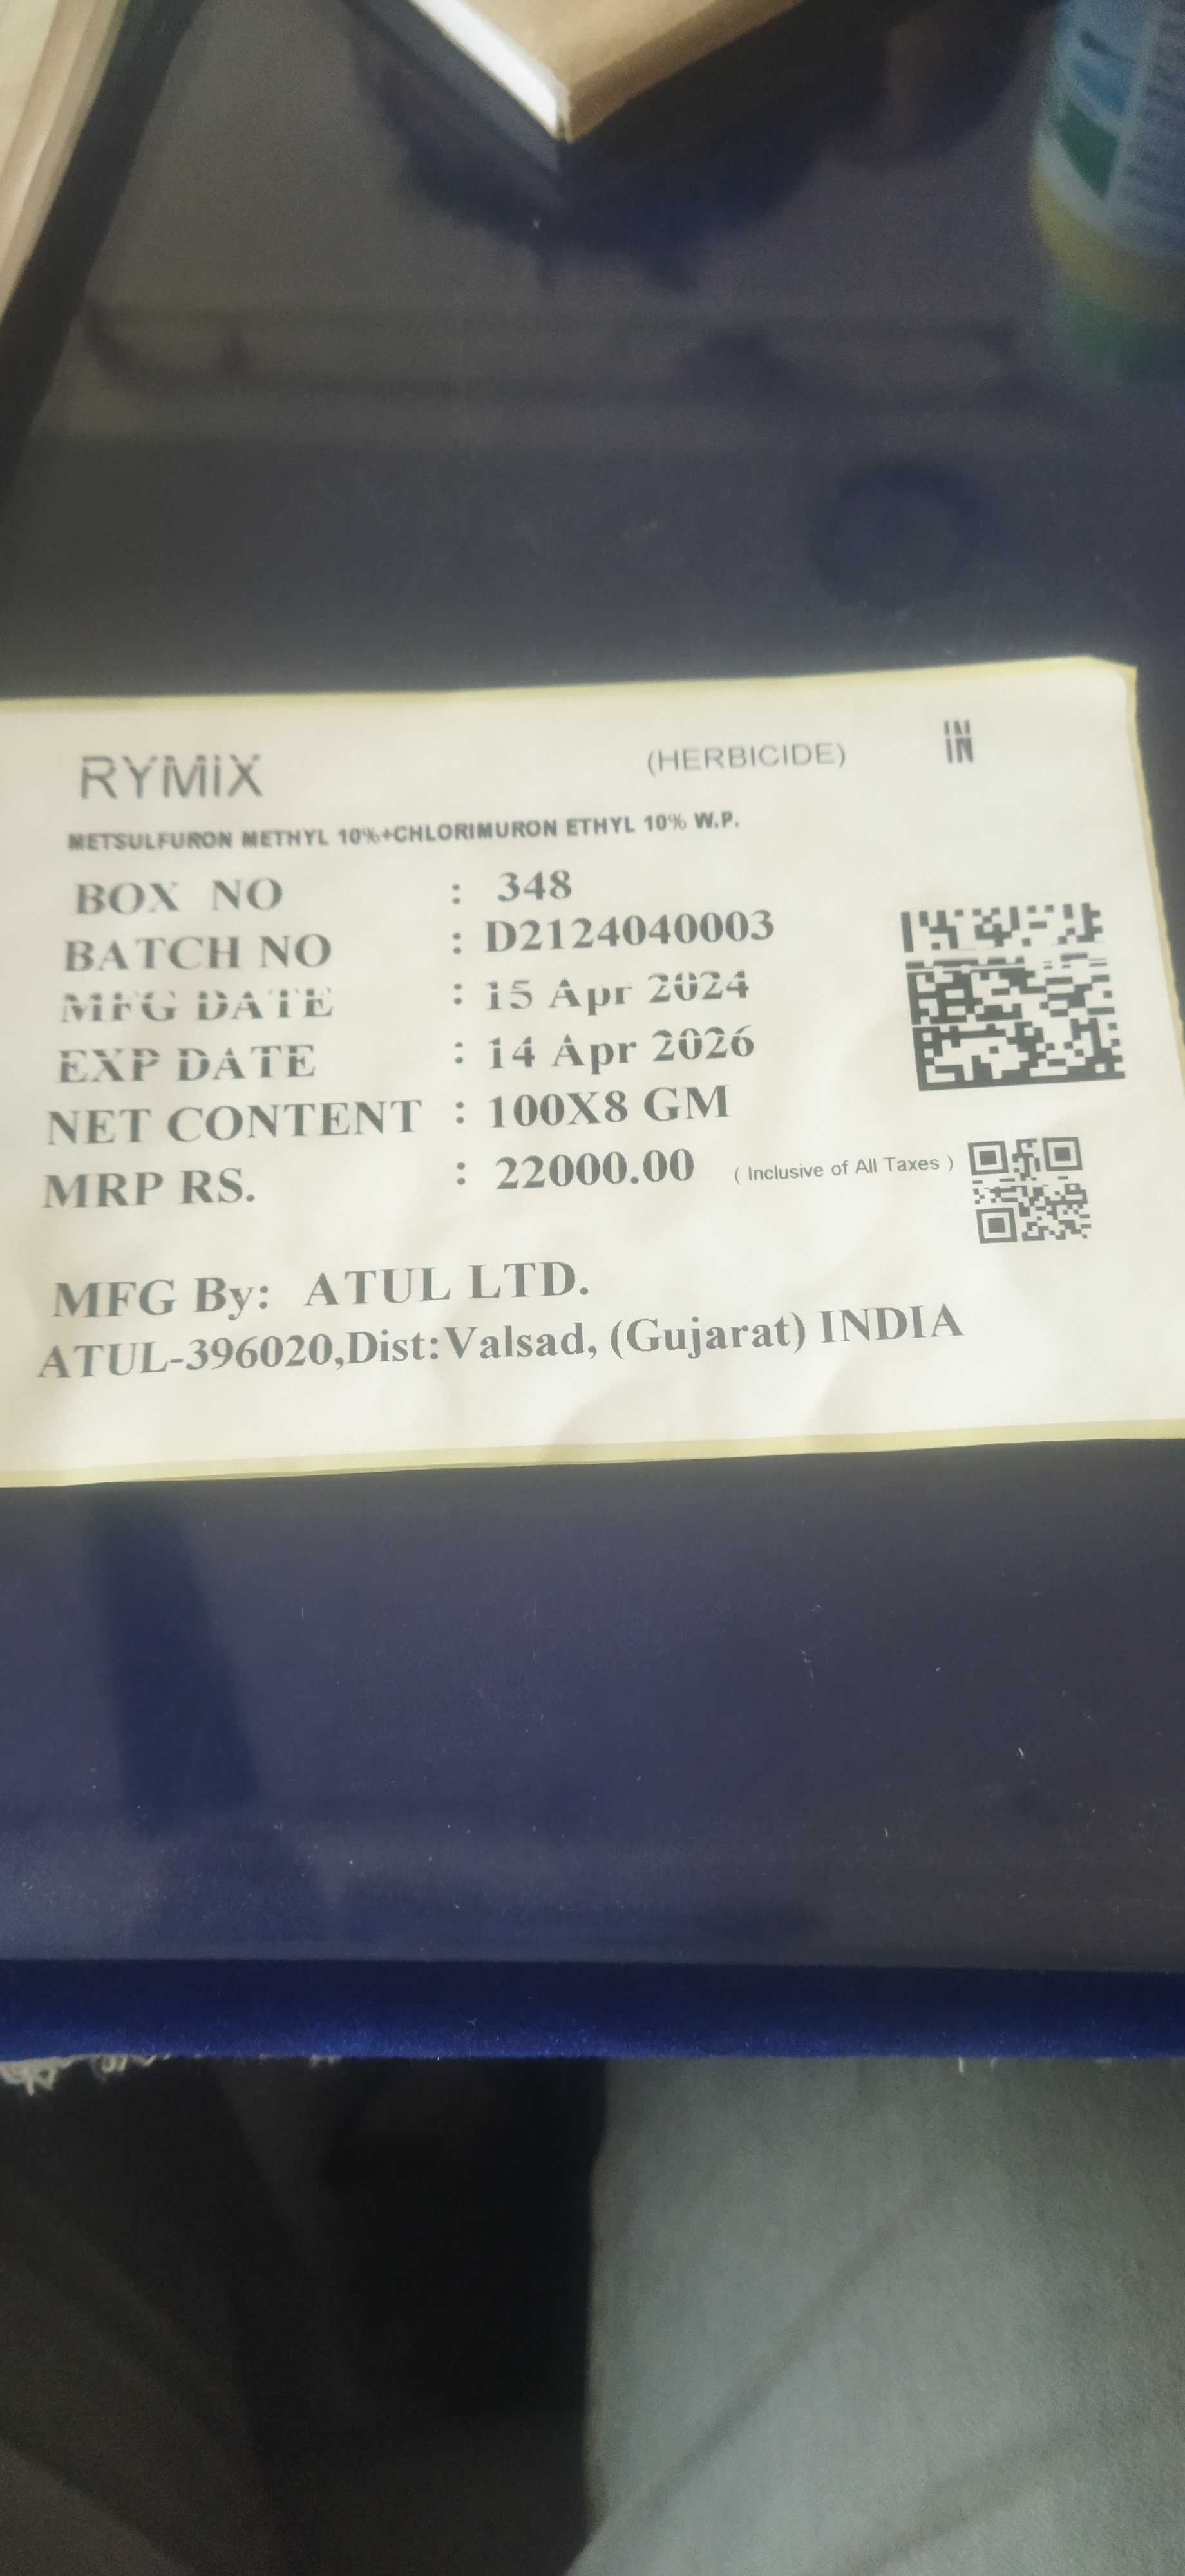 RYMIX (HERBICIDE) IN
METSULFURON METHYL 10%+CHLORIMURON ETHYL 10% W.P.
BOX NO : 348
BATCH NO : D2124040003
MFG DATE : 15 Apr 2024
EXP DATE : 14 Apr 2026
NET CONTENT : 100X8 GM
MRP RS. : 22000.00 ( Inclusive of All Taxes )
MFG By: ATUL LTD.
ATUL-396020,Dist:Valsad, (Gujarat) INDIA